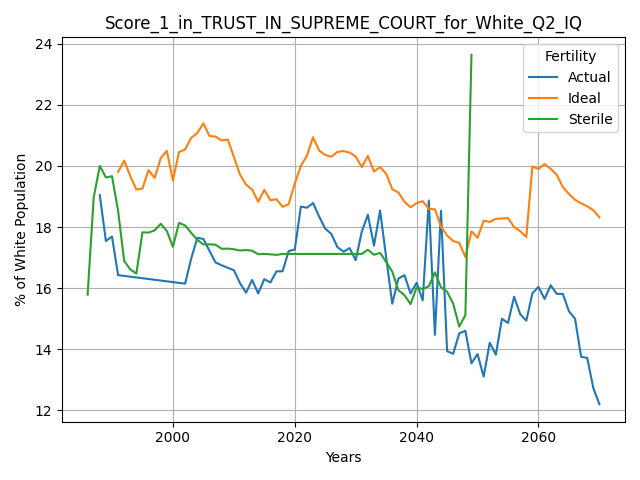 Score_1_in_TRUST_IN_SUPREME_COURT_for_White_Q2_IQ
24
22
20
18
16
14
12
% of White Population
Fertility
Actual
Ideal
Sterile
2000
2020
2040
2060
Years